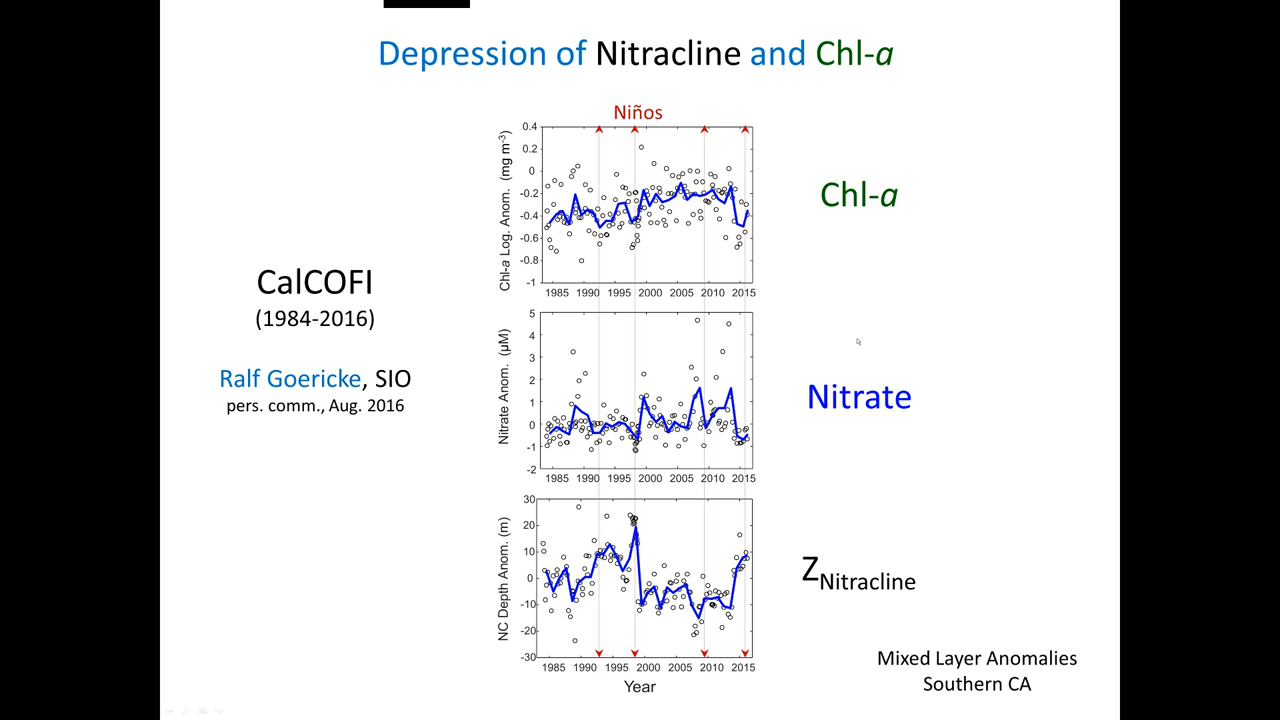 Depression of Nitracline and Chl-a
Niños
Chl-a Log. Anom. (mg m-3)
0.4
0.2
0
-0.2
-0.4
-0.6
-0.8
-1
1985 1990 1995 2000 2005 2010 2015
Chl-a
CalCOFI
(1984-2016)
Ralf Goericke, SIO
pers. comm., Aug. 2016
Nitrate Anom. (µM)
5
4
3
2
1
0
-1
-2
1985 1990 1995 2000 2005 2010 2015
Nitrate
NC Depth Anom. (m)
30
20
10
0
-10
-20
-30
1985 1990 1995 2000 2005 2010 2015
Year
ZNitracline
Mixed Layer Anomalies
Southern CA